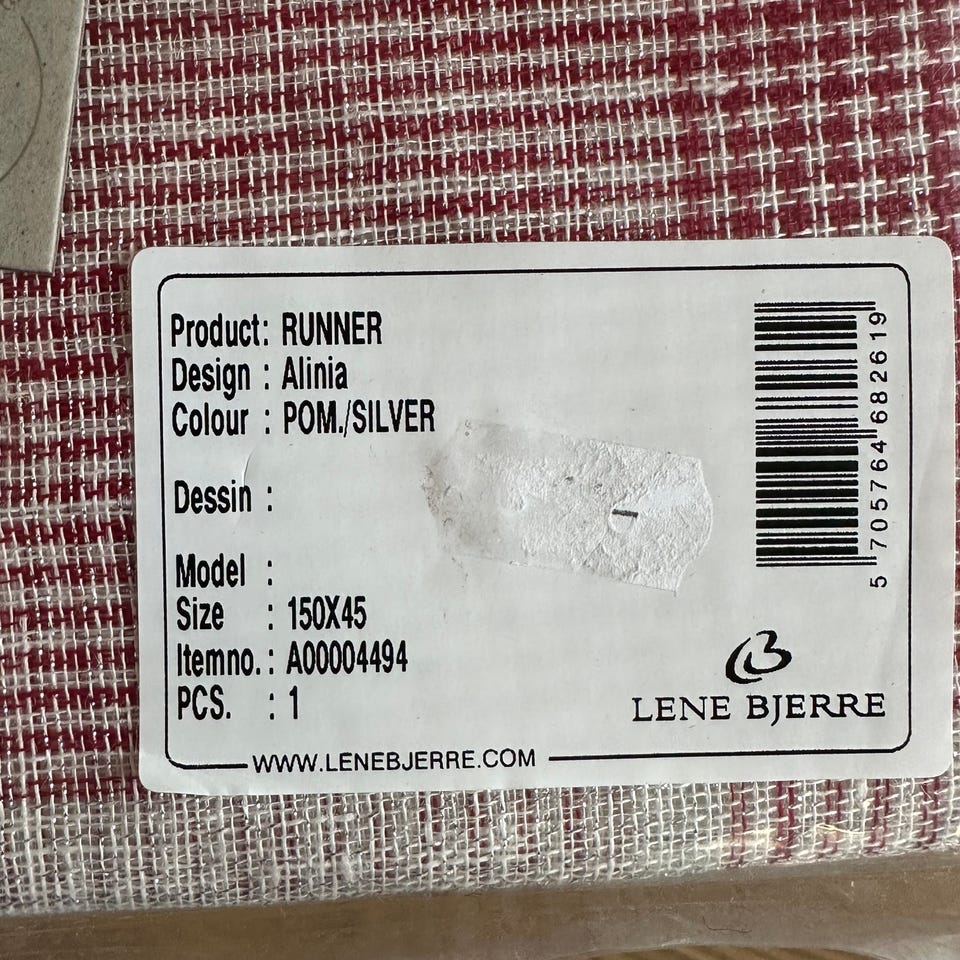 Product: RUNNER
Design : Alinia
Colour : POM./SILVER
Dessin :
Model :
Size : 150X45
Itemno.: A00004494
PCS. : 1
WWW.LENEBJERRE.COM
5 705764 682619
LENE BJERRE